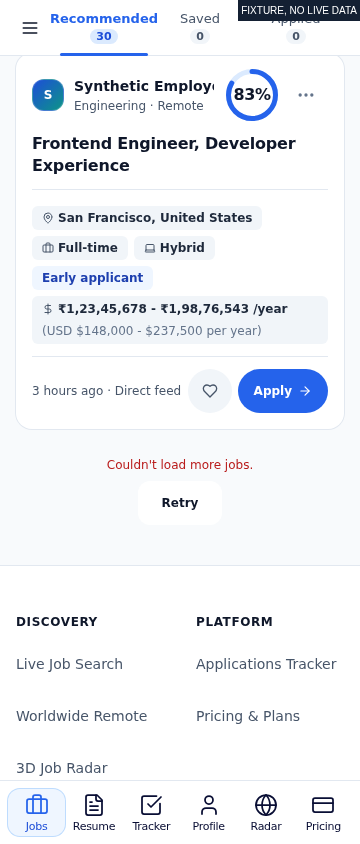 FIXTURE, NO LIVE DATA
Recommended
30
Saved
0
Applied
0
S
Synthetic Employ
Engineering · Remote
83%
Frontend Engineer, Developer
Experience
San Francisco, United States
Full-time
Hybrid
Early applicant
₹1,23,45,678 - ₹1,98,76,543 /year
(USD $148,000 - $237,500 per year)
3 hours ago · Direct feed
Apply
Couldn't load more jobs.
Retry
DISCOVERY
PLATFORM
Live Job Search
Applications Tracker
Worldwide Remote
Pricing & Plans
3D Job Radar
Jobs
Resume
Tracker
Profile
Radar
Pricing